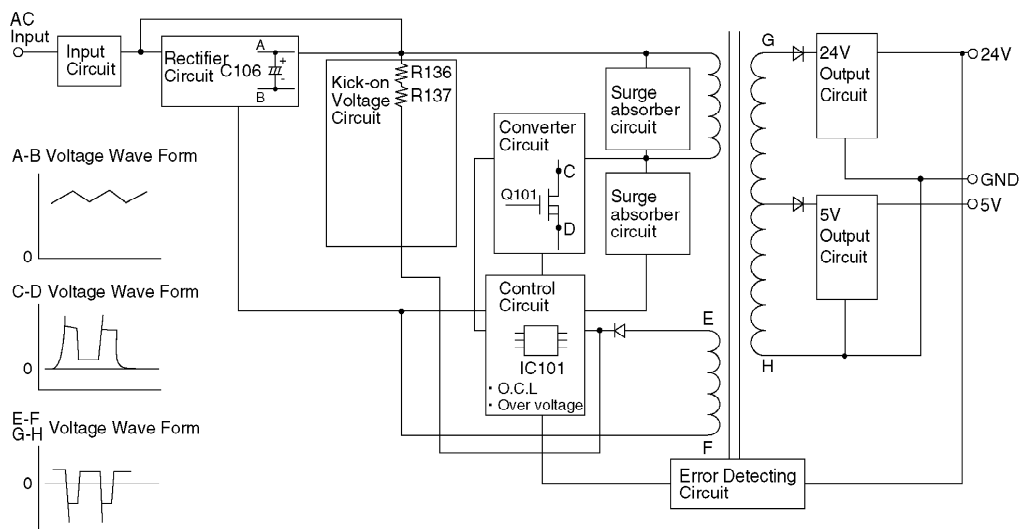 AC
Input
Input
Circuit
Rectifier
Circuit
C106
A
+
-
B
Kick-on
Voltage
Circuit
R136
R137
Converter
Circuit
C
Q101
D
Surge
absorber
circuit
Surge
absorber
circuit
G
24V
Output
Circuit
24V
GND
5V
5V
Output
Circuit
H
A-B Voltage Wave Form
0
C-D Voltage Wave Form
0
E-F
G-H Voltage Wave Form
0
Control
Circuit
IC101
· O.C.L
· Over voltage
E
F
Error Detecting
Circuit